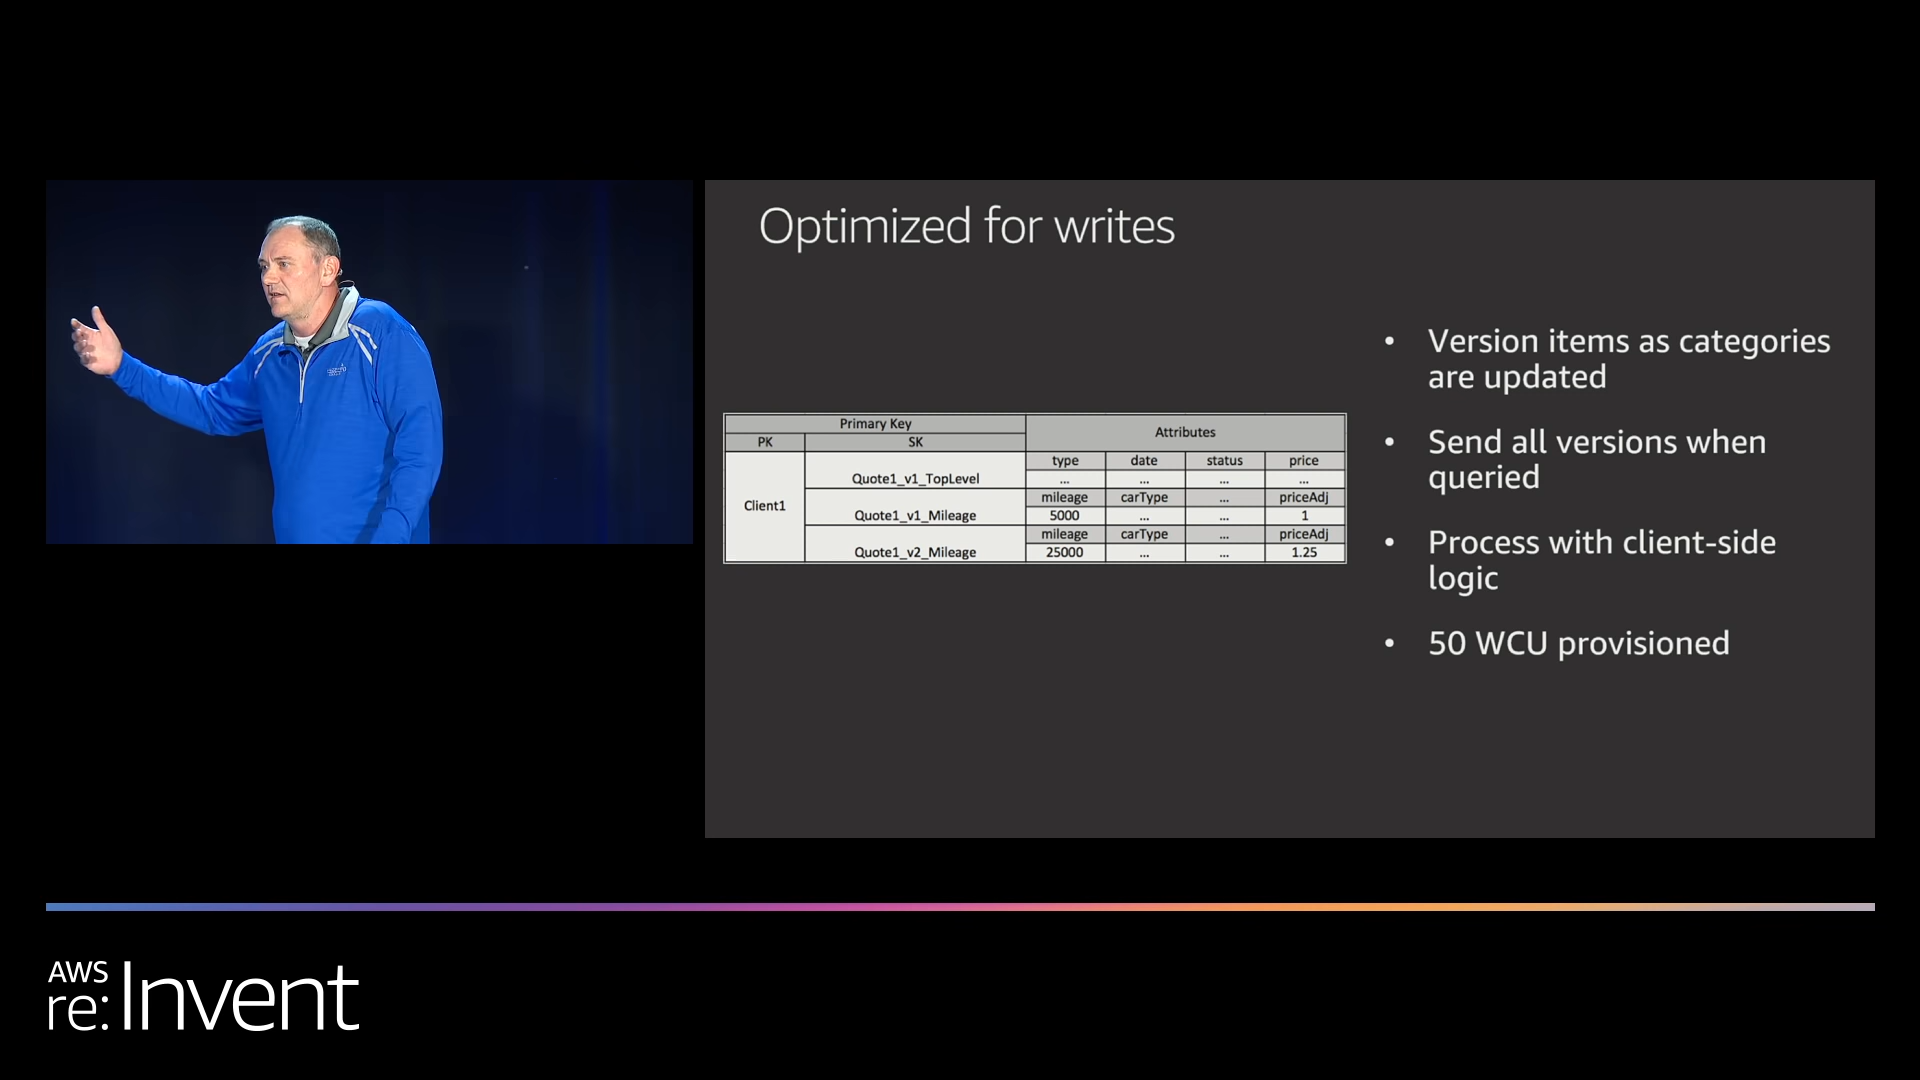 Optimized for writes
Primary Key
Attributes
PK
SK
type
date
status
price
Client1
Quote1_v1_TopLevel
...
...
...
...
mileage
carType
...
priceAdj
Quote1_v1_Mileage
5000
...
...
1
mileage
carType
...
priceAdj
Quote1_v2_Mileage
25000
...
...
1.25
• Version items as categories
are updated
• Send all versions when
queried
• Process with client-side
logic
• 50 WCU provisioned
AWS
re:Invent